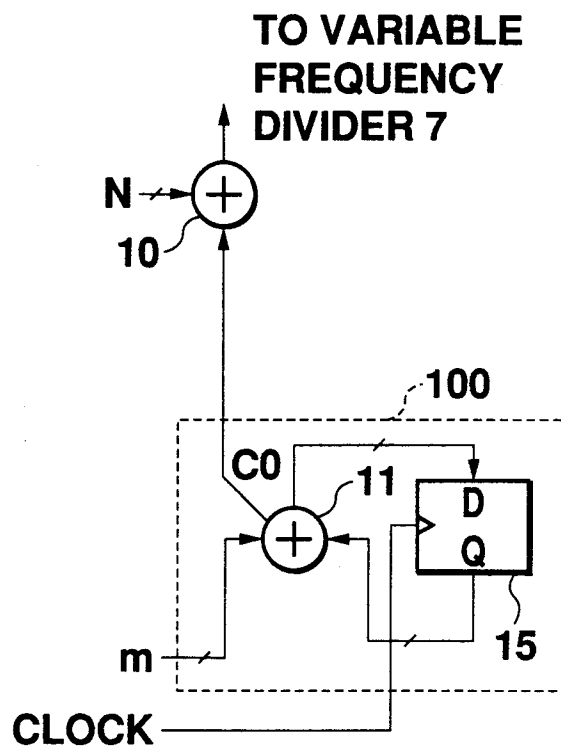 TO VARIABLE
FREQUENCY
DIVIDER 7
N
10
100
C0
11
D
Q
15
m
CLOCK